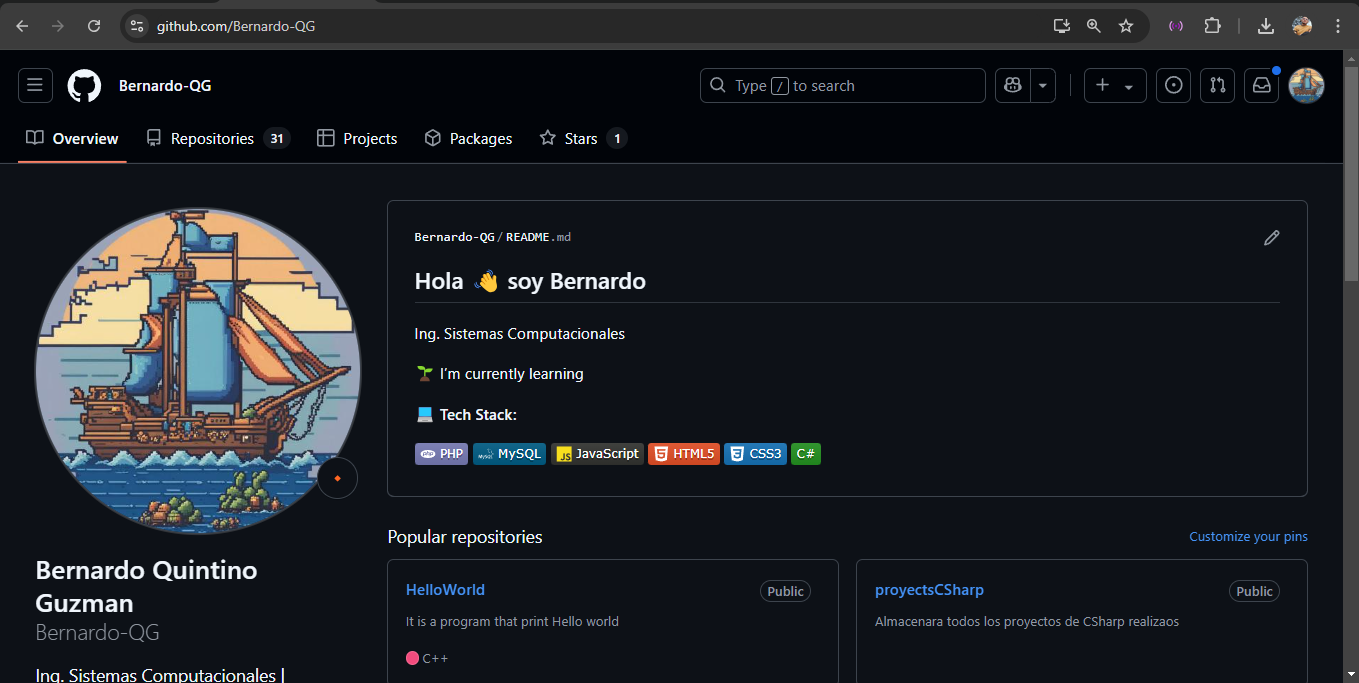 github.com/Bernardo-QG
Bernardo-QG
Type / to search
Overview
Repositories 31
Projects
Packages
Stars 1
Bernardo-QG/README.md
Hola 👋 soy Bernardo
Ing. Sistemas Computacionales
🌱 I’m currently learning
💻 Tech Stack:
php PHP MySQL MySQL JS JavaScript HTML5 CSS3 C#
Bernardo Quintino
Guzman
Bernardo-QG
Ing. Sistemas Computacionales |
Popular repositories
Customize your pins
HelloWorld
Public
It is a program that print Hello world
C++
proyectsCSharp
Public
Almacenara todos los proyectos de CSharp realizaos